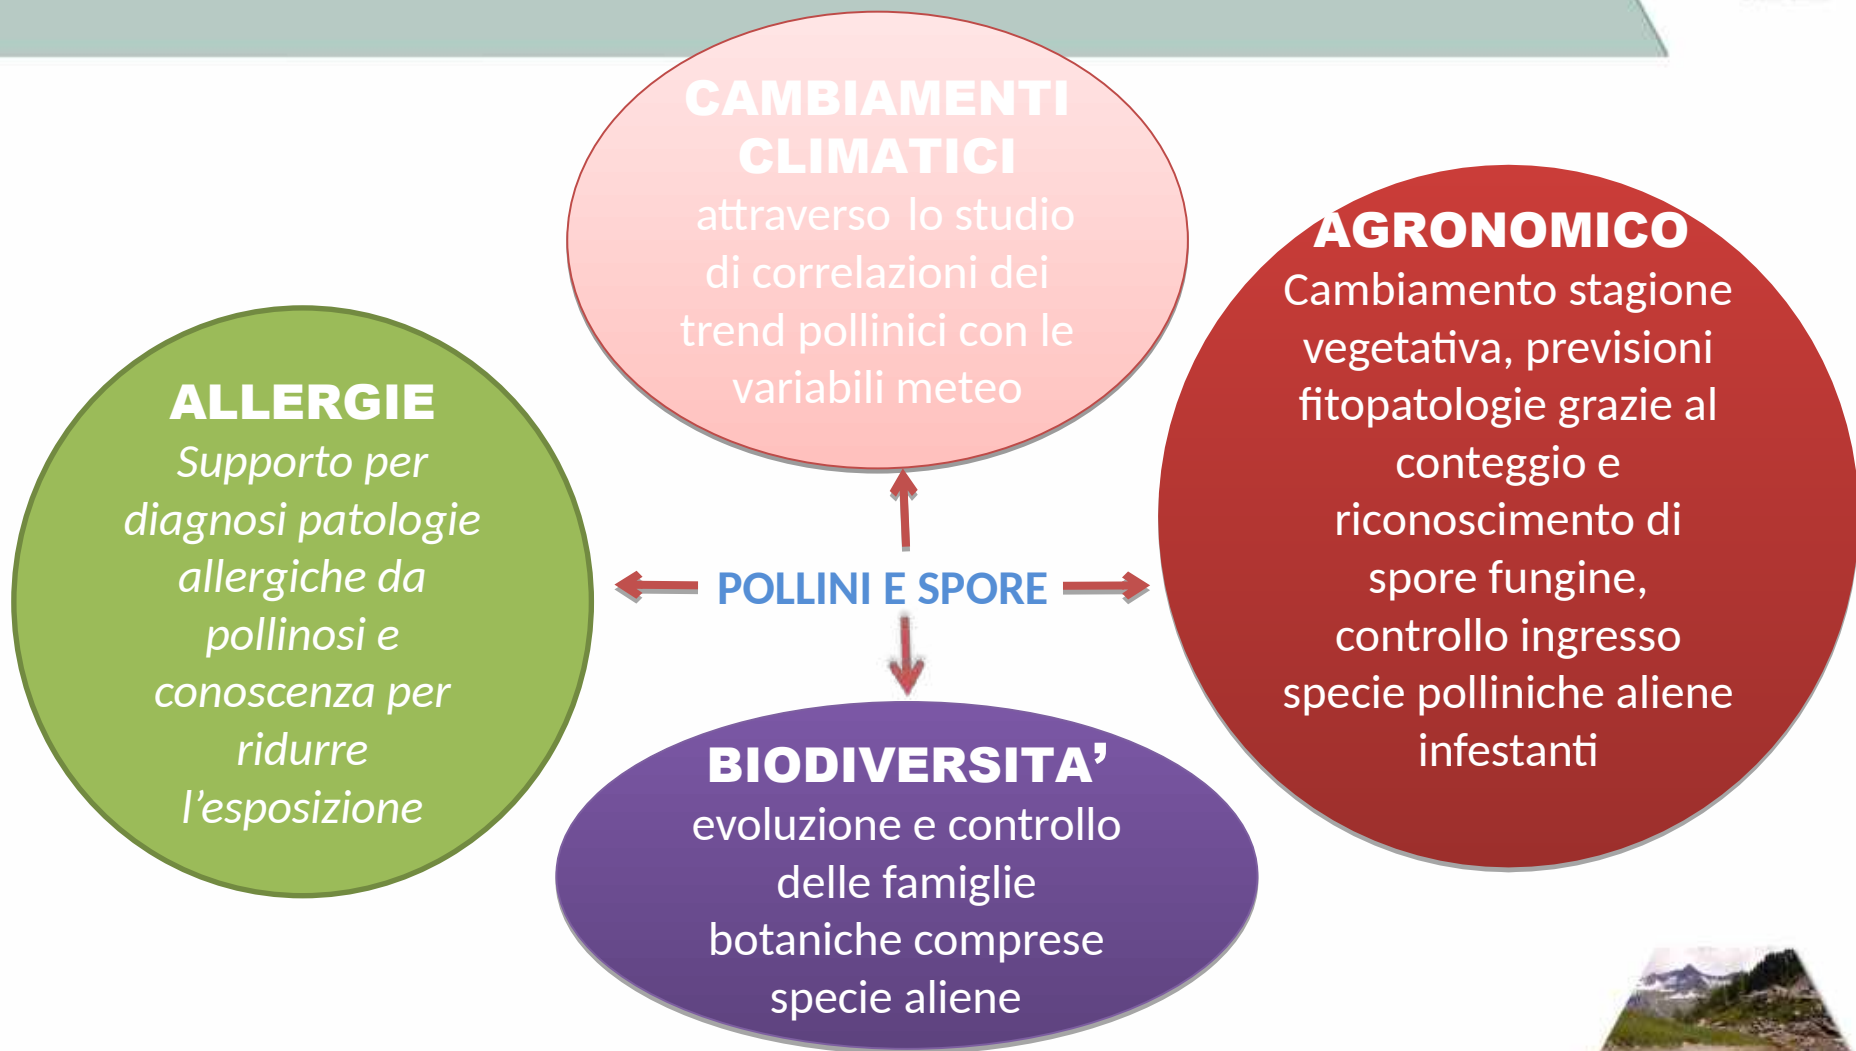 CAMBIAMENTI
CLIMATICI
attraverso lo studio
di correlazioni dei
trend pollinici con le
variabili meteo
AGRONOMICO
Cambiamento stagione
vegetativa, previsioni
fitopatologie grazie al
conteggio e
riconoscimento di
spore fungine,
controllo ingresso
specie polliniche aliene
infestanti
ALLERGIE
Supporto per
diagnosi patologie
allergiche da
pollinosi e
conoscenza per
ridurre
l’esposizione
POLLINI E SPORE
BIODIVERSITA’
evoluzione e controllo
delle famiglie
botaniche comprese
specie aliene